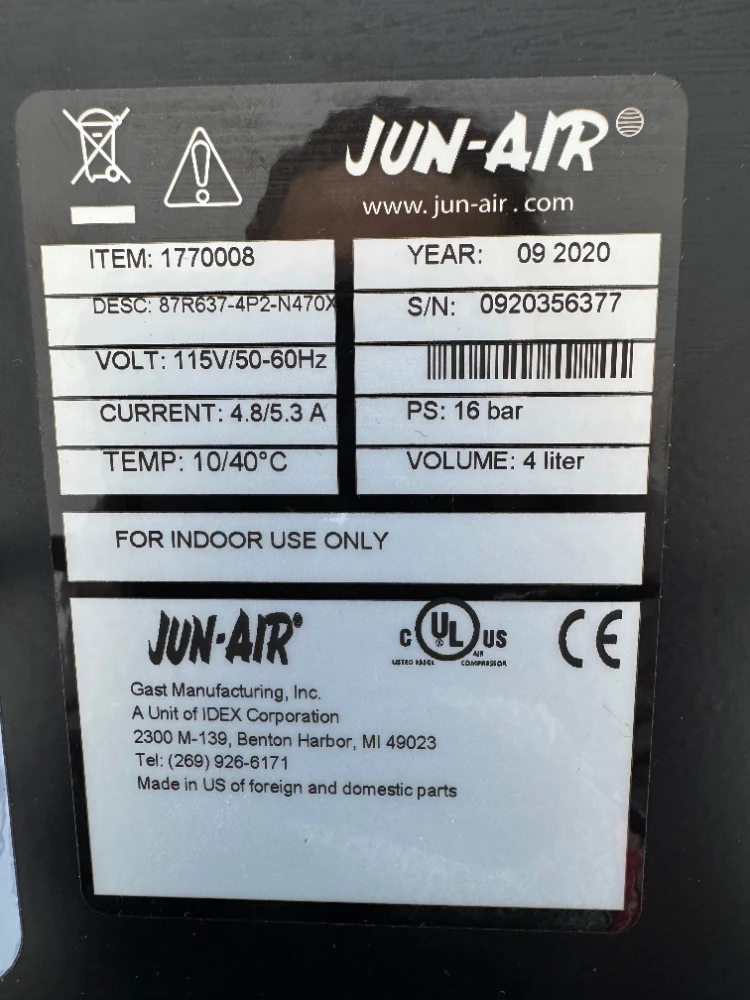 JUN-AIR®
www.jun-air.com
ITEM: 1770008
DESC: 87R637-4P2-N470X
VOLT: 115V/50-60Hz
CURRENT: 4.8/5.3 A
TEMP: 10/40°C
YEAR: 09 2020
S/N: 0920356377
PS: 16 bar
VOLUME: 4 liter
FOR INDOOR USE ONLY
JUN-AIR®
C UL US
LISTED
AIR
COMPRESSOR
CE
Gast Manufacturing, Inc.
A Unit of IDEX Corporation
2300 M-139, Benton Harbor, MI 49023
Tel: (269) 926-6171
Made in US of foreign and domestic parts